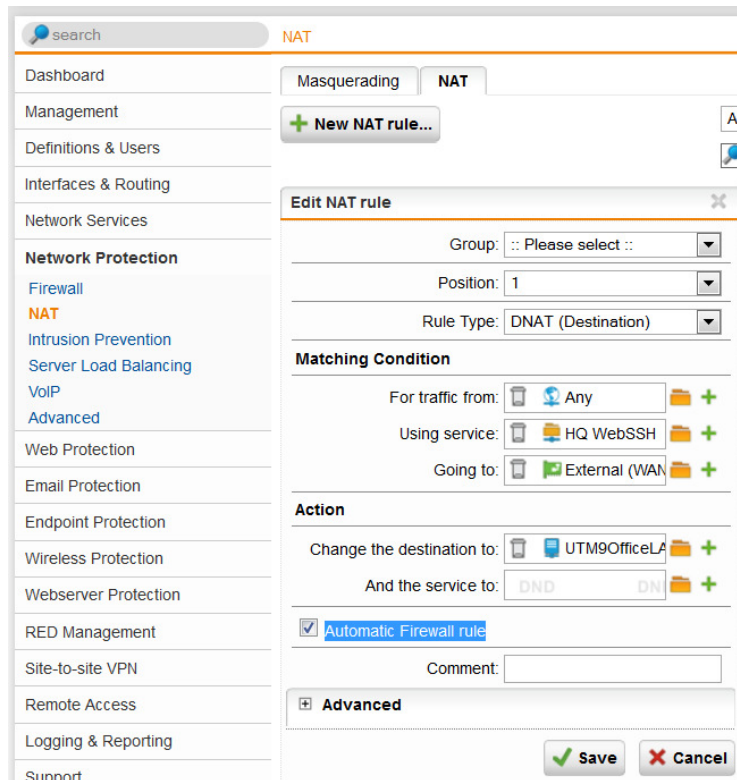 search
NAT
Dashboard
Management
Definitions & Users
Interfaces & Routing
Network Services
Network Protection
Firewall
NAT
Intrusion Prevention
Server Load Balancing
VoIP
Advanced
Web Protection
Email Protection
Endpoint Protection
Wireless Protection
Webserver Protection
RED Management
Site-to-site VPN
Remote Access
Logging & Reporting
Support
Masquerading NAT
New NAT rule...
A
Edit NAT rule
Group: :: Please select ::
Position: 1
Rule Type: DNAT (Destination)
Matching Condition
For traffic from: Any
Using service: HQ WebSSH
Going to: External (WAN
Action
Change the destination to: UTM9OfficeLA
And the service to: DND DND
Automatic Firewall rule
Comment:
Advanced
Save Cancel